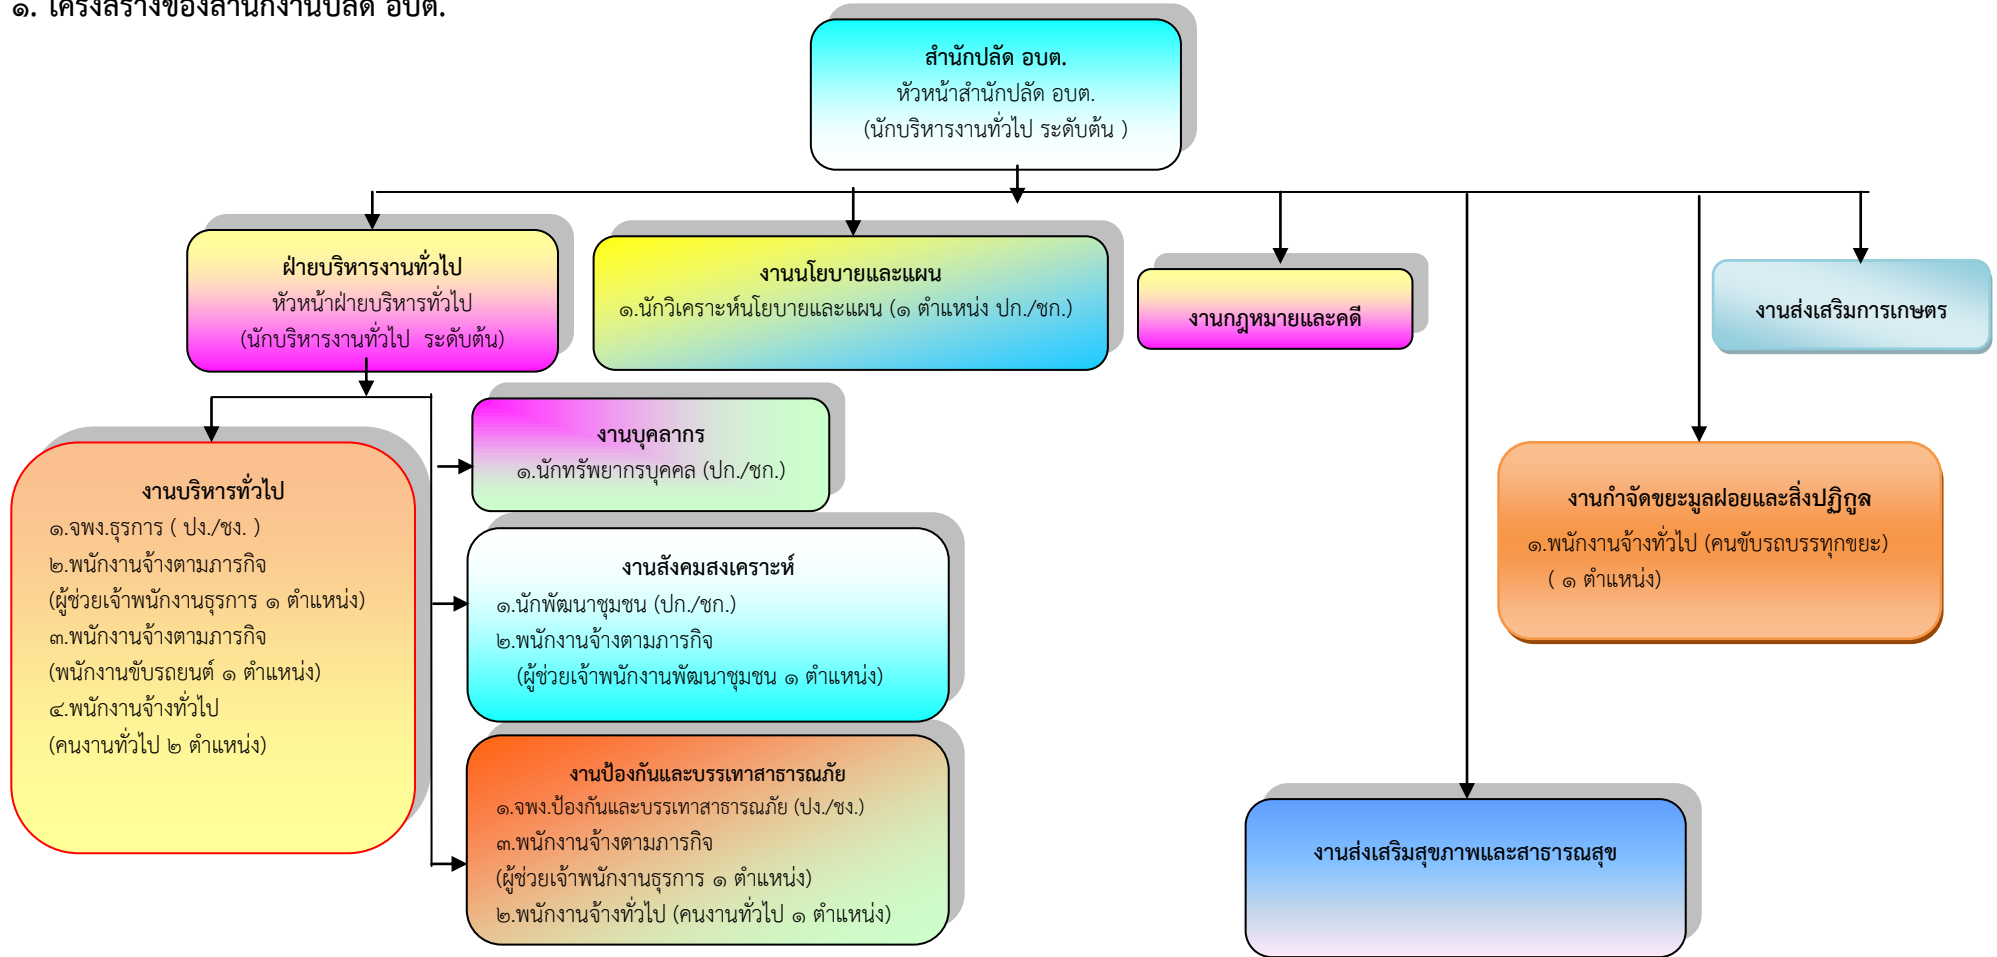 ๑. โครงสร้างของสำนักงานปลัด อบต.
สำนักปลัด อบต.
หัวหน้าสำนักปลัด อบต.
(นักบริหารงานทั่วไป ระดับต้น )
ฝ่ายบริหารงานทั่วไป
หัวหน้าฝ่ายบริหารทั่วไป
(นักบริหารงานทั่วไป ระดับต้น)
งานนโยบายและแผน
๑.นักวิเคราะห์นโยบายและแผน (๑ ตำแหน่ง ปก./ชก.)
งานกฎหมายและคดี
งานส่งเสริมการเกษตร
งานบริหารทั่วไป
๑.จพง.ธุรการ ( ปง./ชง. )
๒.พนักงานจ้างตามภารกิจ
(ผู้ช่วยเจ้าพนักงานธุรการ ๑ ตำแหน่ง)
๓.พนักงานจ้างตามภารกิจ
(พนักงานขับรถยนต์ ๑ ตำแหน่ง)
๔.พนักงานจ้างทั่วไป
(คนงานทั่วไป ๒ ตำแหน่ง)
งานบุคลากร
๑.นักทรัพยากรบุคคล (ปก./ชก.)
งานสังคมสงเคราะห์
๑.นักพัฒนาชุมชน (ปก./ชก.)
๒.พนักงานจ้างตามภารกิจ
(ผู้ช่วยเจ้าพนักงานพัฒนาชุมชน ๑ ตำแหน่ง)
งานป้องกันและบรรเทาสาธารณภัย
๑.จพง.ป้องกันและบรรเทาสาธารณภัย (ปง./ชง.)
๓.พนักงานจ้างตามภารกิจ
(ผู้ช่วยเจ้าพนักงานธุรการ ๑ ตำแหน่ง)
๒.พนักงานจ้างทั่วไป (คนงานทั่วไป ๑ ตำแหน่ง)
งานกำจัดขยะมูลฝอยและสิ่งปฏิกูล
๑.พนักงานจ้างทั่วไป (คนขับรถบรรทุกขยะ)
( ๑ ตำแหน่ง)
งานส่งเสริมสุขภาพและสาธารณสุข